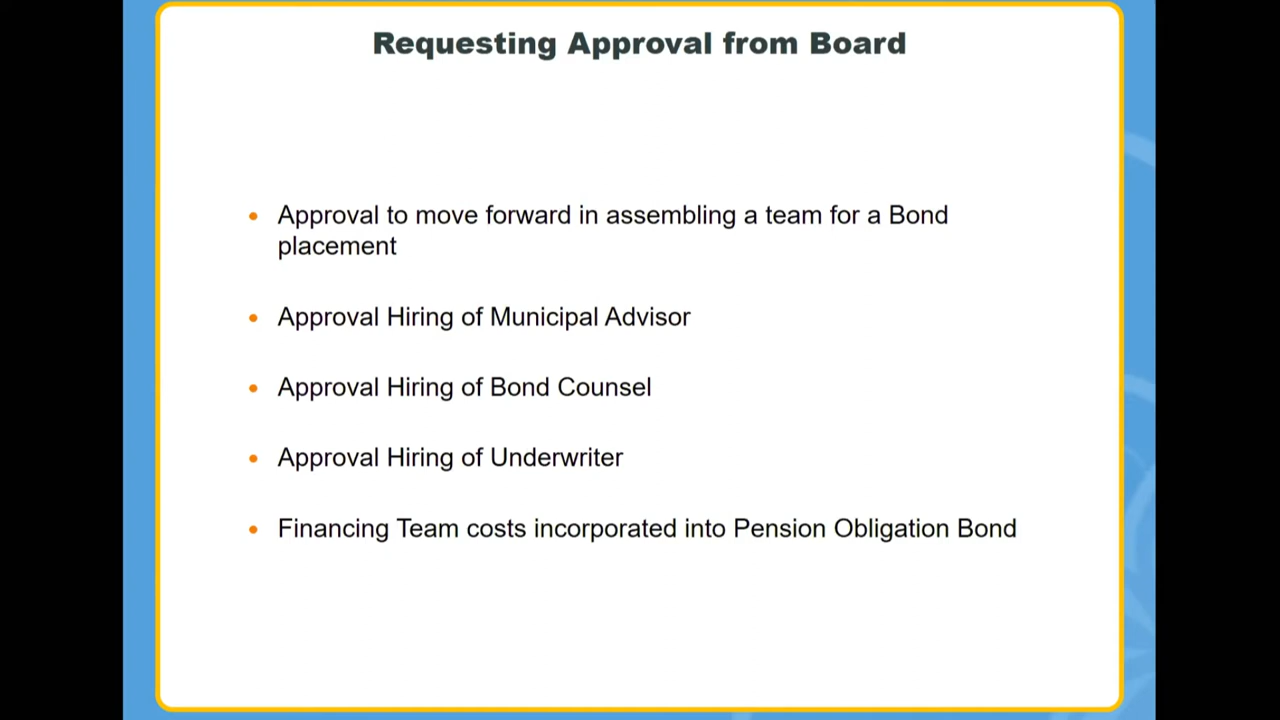 Requesting Approval from Board
• Approval to move forward in assembling a team for a Bond
placement
• Approval Hiring of Municipal Advisor
• Approval Hiring of Bond Counsel
• Approval Hiring of Underwriter
• Financing Team costs incorporated into Pension Obligation Bond